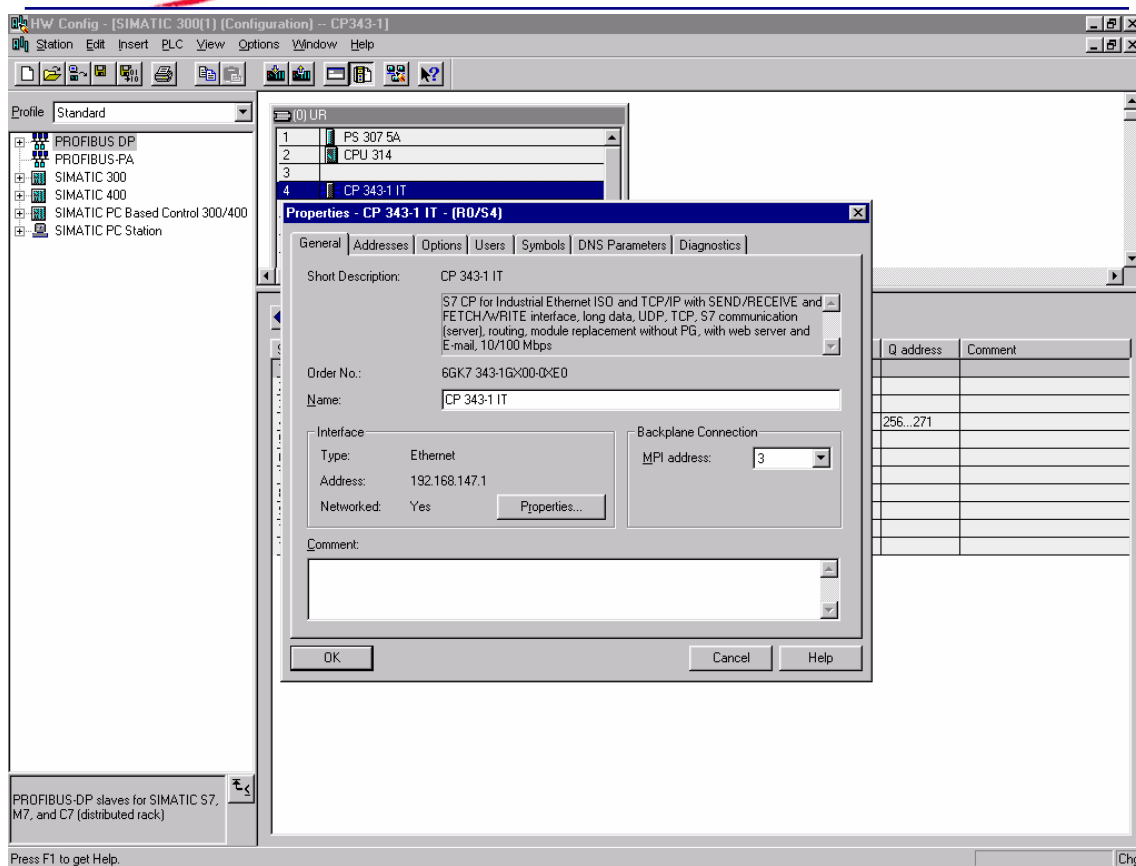 HW Config - [SIMATIC 300(1) (Configuration) -- CP343-1]
Station Edit Insert PLC View Options Window Help
Profile Standard
PROFIBUS DP
PROFIBUS-PA
SIMATIC 300
SIMATIC 400
SIMATIC PC Based Control 300/400
SIMATIC PC Station
(0) UR
1 PS 307 5A
2 CPU 314
3
4 CP 343-1 IT
Properties - CP 343-1 IT - (R0/S4)
General Addresses Options Users Symbols DNS Parameters Diagnostics
Short Description: CP 343-1 IT
S7 CP for Industrial Ethernet ISO and TCP/IP with SEND/RECEIVE and
FETCH/WRITE interface, long data, UDP, TCP, S7 communication
(server), routing, module replacement without PG, with web server and
E-mail, 10/100 Mbps
Order No.: 6GK7 343-1GX00-0XE0
Name: CP 343-1 IT
Interface
Type: Ethernet
Address: 192.168.147.1
Networked: Yes Properties...
Backplane Connection
MPI address: 3
Comment:
OK Cancel Help
Q address Comment
256...271
PROFIBUS-DP slaves for SIMATIC S7,
M7, and C7 (distributed rack)
Press F1 to get Help.